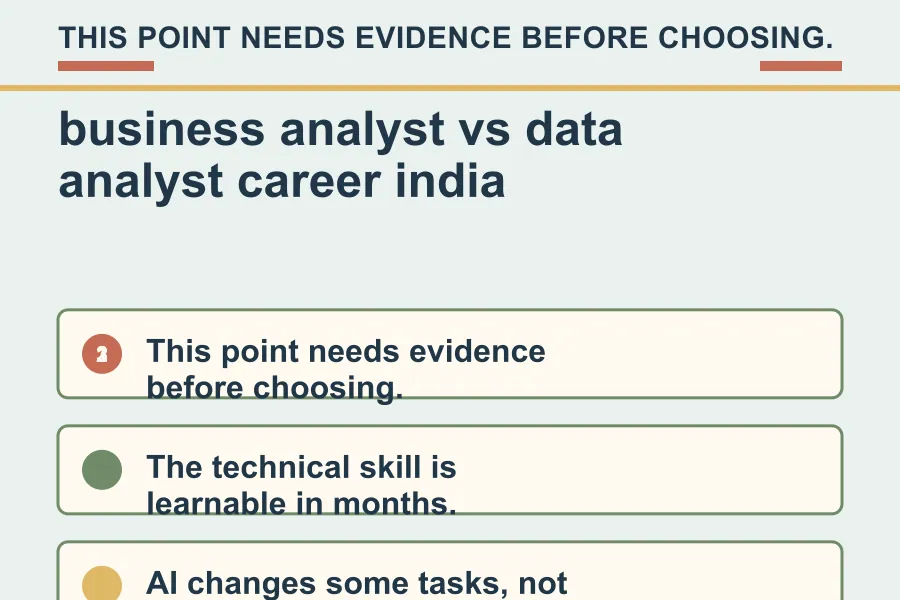 THIS POINT NEEDS EVIDENCE BEFORE CHOOSING.
business analyst vs data
analyst career india
This point needs evidence
before choosing.
The technical skill is
learnable in months.
AI changes some tasks, not